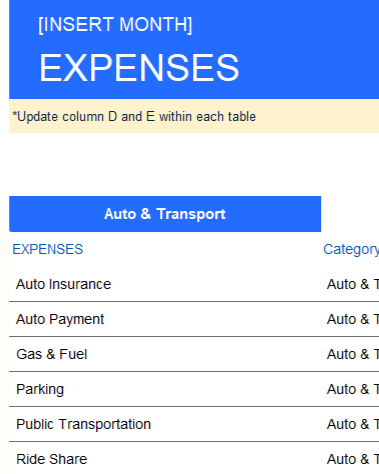 [INSERT MONTH]
EXPENSES
*Update column D and E within each table
Auto & Transport
EXPENSES Category
Auto Insurance Auto &
Auto Payment Auto &
Gas & Fuel Auto &
Parking Auto &
Public Transportation Auto &
Ride Share Auto &